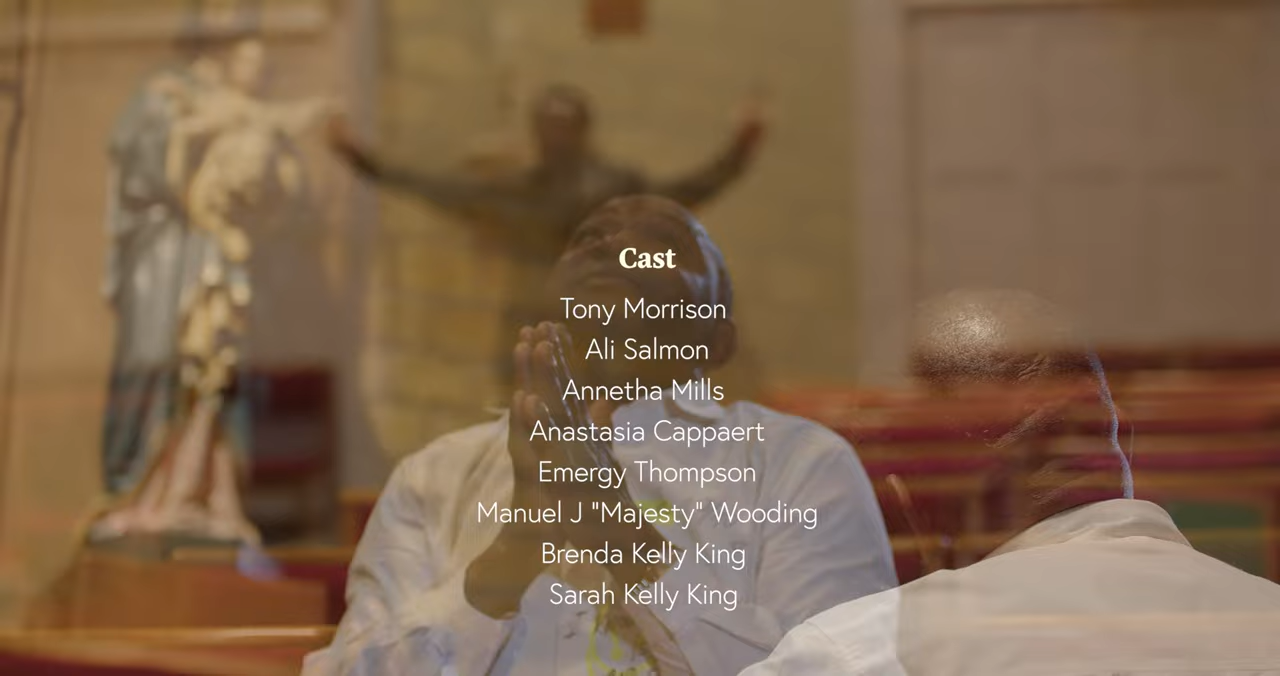 Cast
Tony Morrison
Ali Salmon
Annetha Mills
Anastasia Cappaert
Emergy Thompson
Manuel J "Majesty" Wooding
Brenda Kelly King
Sarah Kelly King